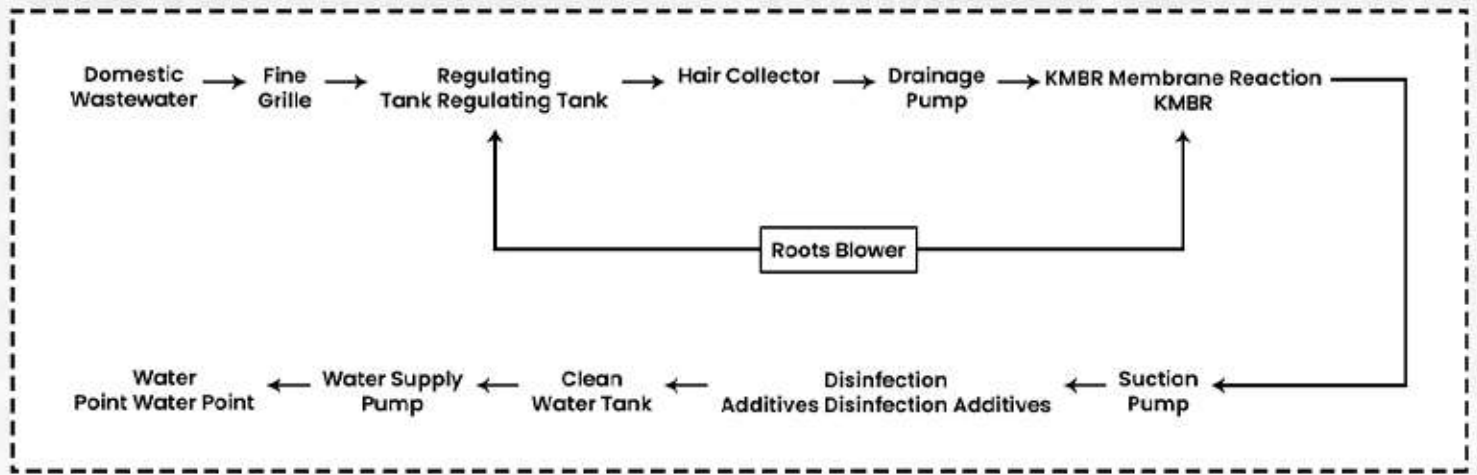 Domestic
Wastewater
Fine
Grille
Regulating
Tank Regulating Tank
Hair Collector
Drainage
Pump
KMBR Membrane Reaction
KMBR
Roots Blower
Water
Point Water Point
Water Supply
Pump
Clean
Water Tank
Disinfection
Additives Disinfection Additives
Suction
Pump